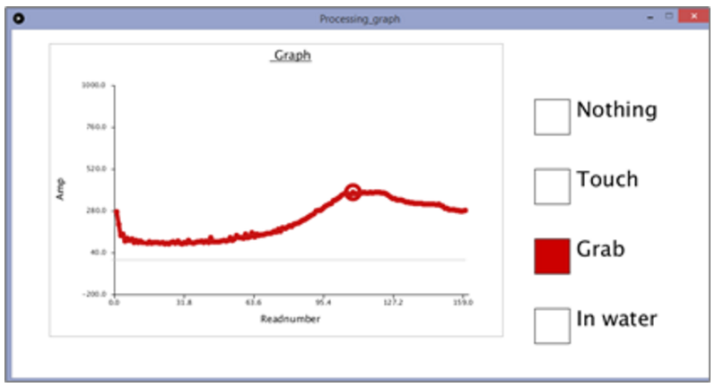 Processing_graph
Graph
1000.0
760.0
520.0
280.0
40.0
-200.0
Amp
0.0 31.8 63.6 95.4 127.2 159.0
Readnumber
Nothing
Touch
Grab
In water